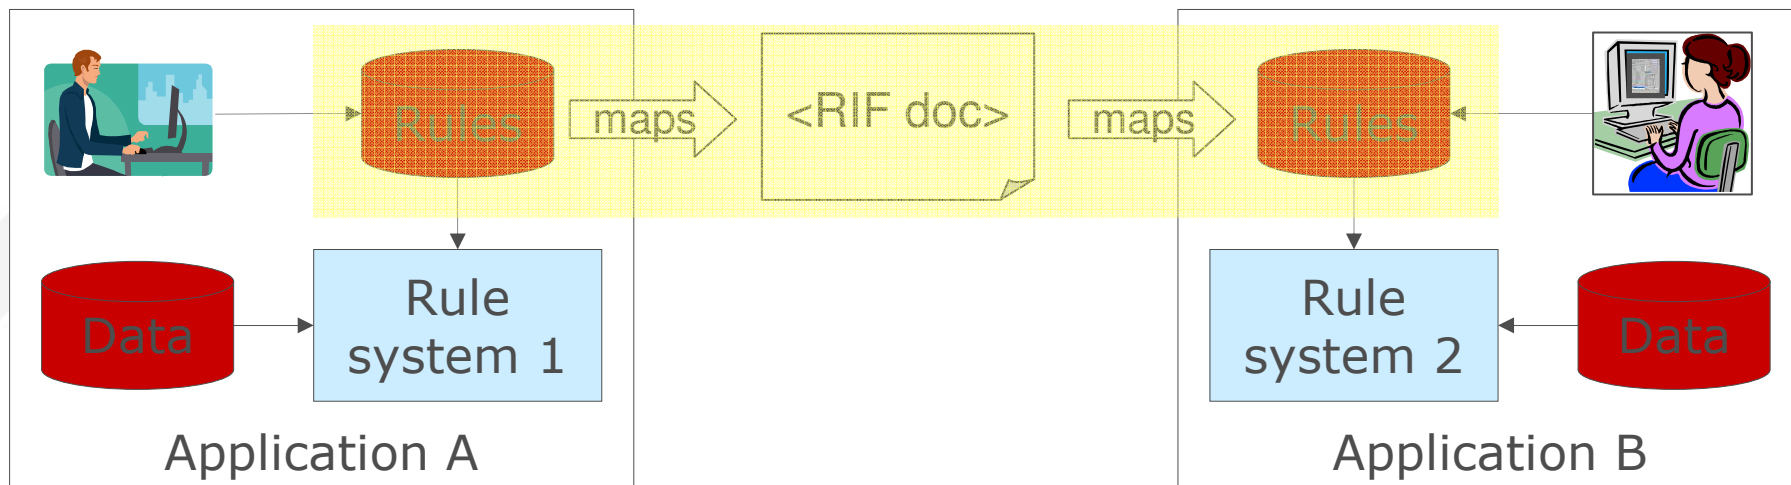 Rules
maps
<RIF doc>
maps
Rules
Data
Rule
system 1
Rule
system 2
Data
Application A
Application B